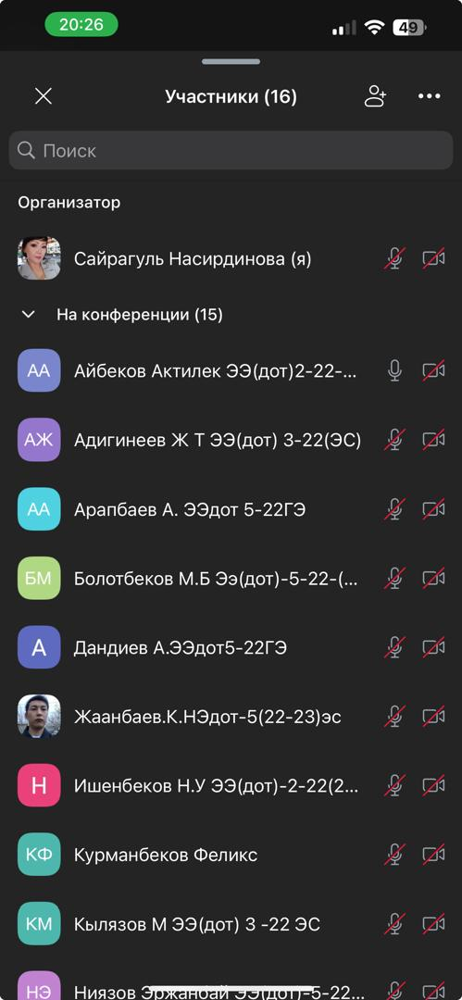 20:26
49
Участники (16)
Поиск
Организатор
Сайрагуль Насирдинова (я)
На конференции (15)
АА
Айбеков Актилек ЭЭ(дот)2-22-...
АЖ
Адигинеев Ж Т ЭЭ(дот) 3-22(ЭС)
АА
Арапбаев А. ЭЭдот 5-22ГЭ
БМ
Болотбеков М.Б Ээ(дот)-5-22-(...
А
Дандиев А.ЭЭдот5-22ГЭ
Жаанбаев.К.НЭдот-5(22-23)эс
Н
Ишенбеков Н.У ЭЭ(дот)-2-22(2...
КФ
Курманбеков Феликс
КМ
Кылязов М ЭЭ(дот) 3 -22 ЭС
НЭ
Ниязов Эржанбай ЭЭ(дот)-5-22...